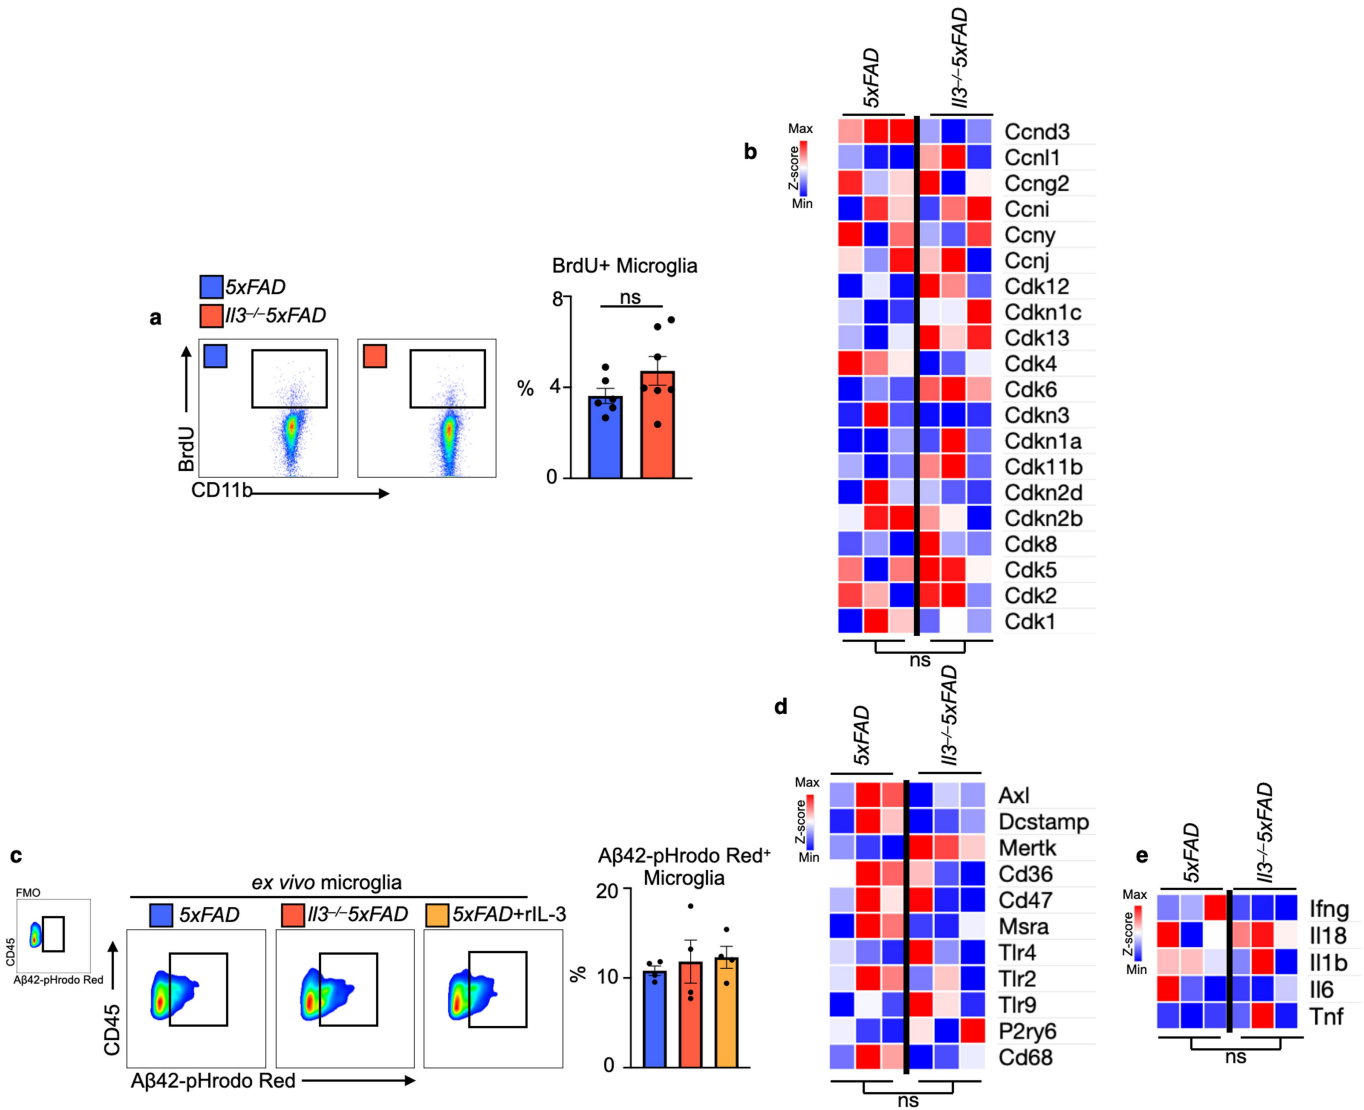 a
5xFAD
Il3–/–5xFAD
BrdU
CD11b
BrdU+ Microglia
ns
%
8
4
0
b
5xFAD
Il3–/–5xFAD
Max
Z-score
Min
Ccnd3
Ccnl1
Ccng2
Ccni
Ccny
Ccnj
Cdk12
Cdkn1c
Cdk13
Cdk4
Cdk6
Cdkn3
Cdkn1a
Cdk11b
Cdkn2d
Cdkn2b
Cdk8
Cdk5
Cdk2
Cdk1
ns
c
FMO
CD45
Aβ42-pHrodo Red
ex vivo microglia
5xFAD
Il3–/–5xFAD
5xFAD+rIL-3
CD45
Aβ42-pHrodo Red
Aβ42-pHrodo Red+
Microglia
%
20
10
0
d
5xFAD
Il3–/–5xFAD
Max
Z-score
Min
Axl
Dcstamp
Mertk
Cd36
Cd47
Msra
Tlr4
Tlr2
Tlr9
P2ry6
Cd68
ns
e
5xFAD
Il3–/–5xFAD
Max
Z-score
Min
Ifng
Il18
Il1b
Il6
Tnf
ns